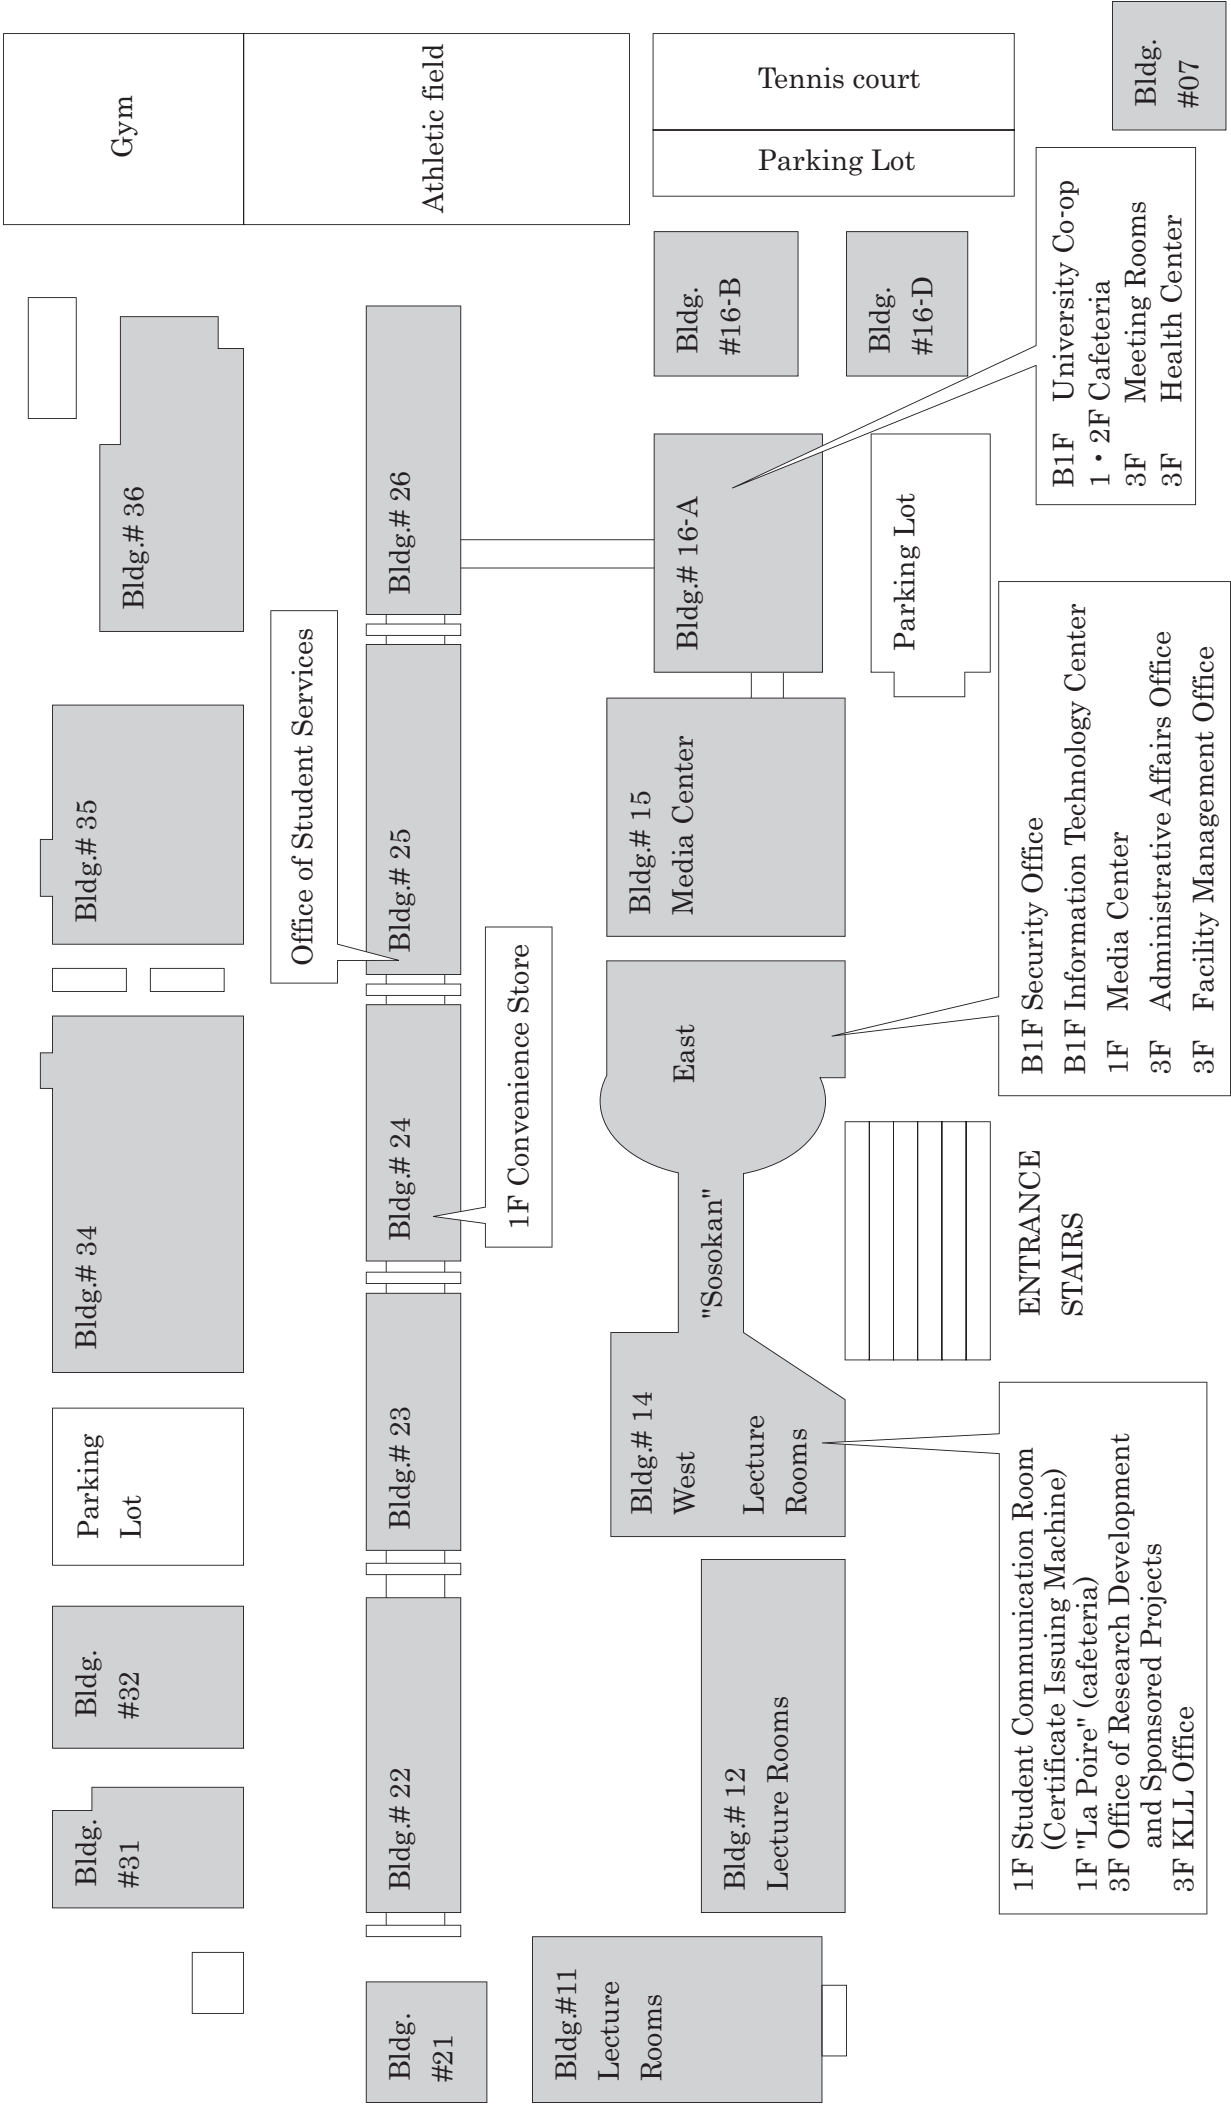 Bldg.
#31
Bldg.
#32
Parking
Lot
Bldg.# 34
Bldg.# 35
Bldg.# 36
Gym
Office of Student Services
Bldg.
#21
Bldg.# 22
Bldg.# 23
Bldg.# 24
Bldg.# 25
Bldg.# 26
Athletic field
1F Convenience Store
Bldg.#11
Lecture
Rooms
Bldg.# 12
Lecture Rooms
Bldg.# 14
West
Lecture
Rooms
"Sosokan"
East
Bldg.# 15
Media Center
Bldg.# 16-A
Bldg.
#16-B
Bldg.
#16-D
Parking Lot
Tennis court
Parking Lot
ENTRANCE
STAIRS
1F Student Communication Room
(Certificate Issuing Machine)
1F "La Poire" (cafeteria)
3F Office of Research Development
and Sponsored Projects
3F KLL Office
B1F Security Office
B1F Information Technology Center
1F Media Center
3F Administrative Affairs Office
3F Facility Management Office
B1F University Co-op
1・2F Cafeteria
3F Meeting Rooms
3F Health Center
Bldg.
#07